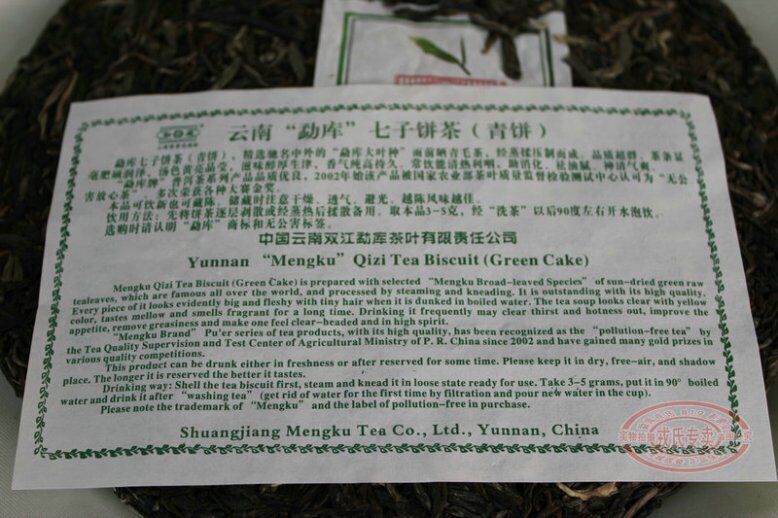 云南“勐库”七子饼茶（青饼）
勐库七子饼茶（青饼），精选驰名中外的“勐库大叶种”雨前晒青毛茶，经蒸揉压制而成，品质超群，茶条显
毫肥硕润泽，汤色黄亮晶莹，滋味醇厚生津，香气纯高持久。常饮能清热利咽，助消化，祛油腻，神清气爽。
“勐库牌”普洱茶系列产品品质优良，2002年始该产品被国家农业部茶叶质量监督检验测试中心认可为“无公
害放心茶”多次荣获各种大赛金奖。
本品可饮新也可藏陈，储藏时注意干燥、透气、避光、越陈风味越佳。
饮用方法：先将饼茶逐层剥散或经蒸热后揉散备用。取本品3-5克，经“洗茶”以后90度左右开水泡饮。
选购时请认明“勐库”商标和无公害标签。
中国云南双江勐库茶叶有限责任公司
Yunnan “Mengku” Qizi Tea Biscuit (Green Cake)
Mengku Qizi Tea Biscuit (Green Cake) is prepared with selected “Mengku Broad-leaved Species” of sun-dried green raw
tealeaves, which are famous all over the world, and processed by steaming and kneading. It is outstanding with its high quality,
Every piece of it looks evidently big and fleshy with tiny hair when it is dunked in boiled water. The tea soup looks clear with yellow
color, tastes mellow and smells fragrant for a long time. Drinking it frequently may clear thirst and hotness out, improve the
appetite, remove greasiness and make one feel clear-headed and in high spirit.
“Mengku Brand” Pu'er series of tea products, with its high quality, has been recognized as the “pollution-free tea” by
the Tea Quality Supervision and Test Center of Agricultural Ministry of P. R. China since 2002 and have gained many gold prizes in
various quality competitions.
This product can be drunk either in freshness or after reserved for some time. Please keep it in dry, free-air, and shadow
place. The longer it is reserved the better it tastes.
Drinking way: Shell the tea biscuit first, steam and knead it in loose state ready for use. Take 3-5 grams, put it in 90° boiled
water and drink it after “washing tea” (get rid of water for the first time by filtration and pour new water in the cup).
Please note the trademark of “Mengku” and the label of pollution-free in purchase.
Shuangjiang Mengku Tea Co., Ltd., Yunnan, China